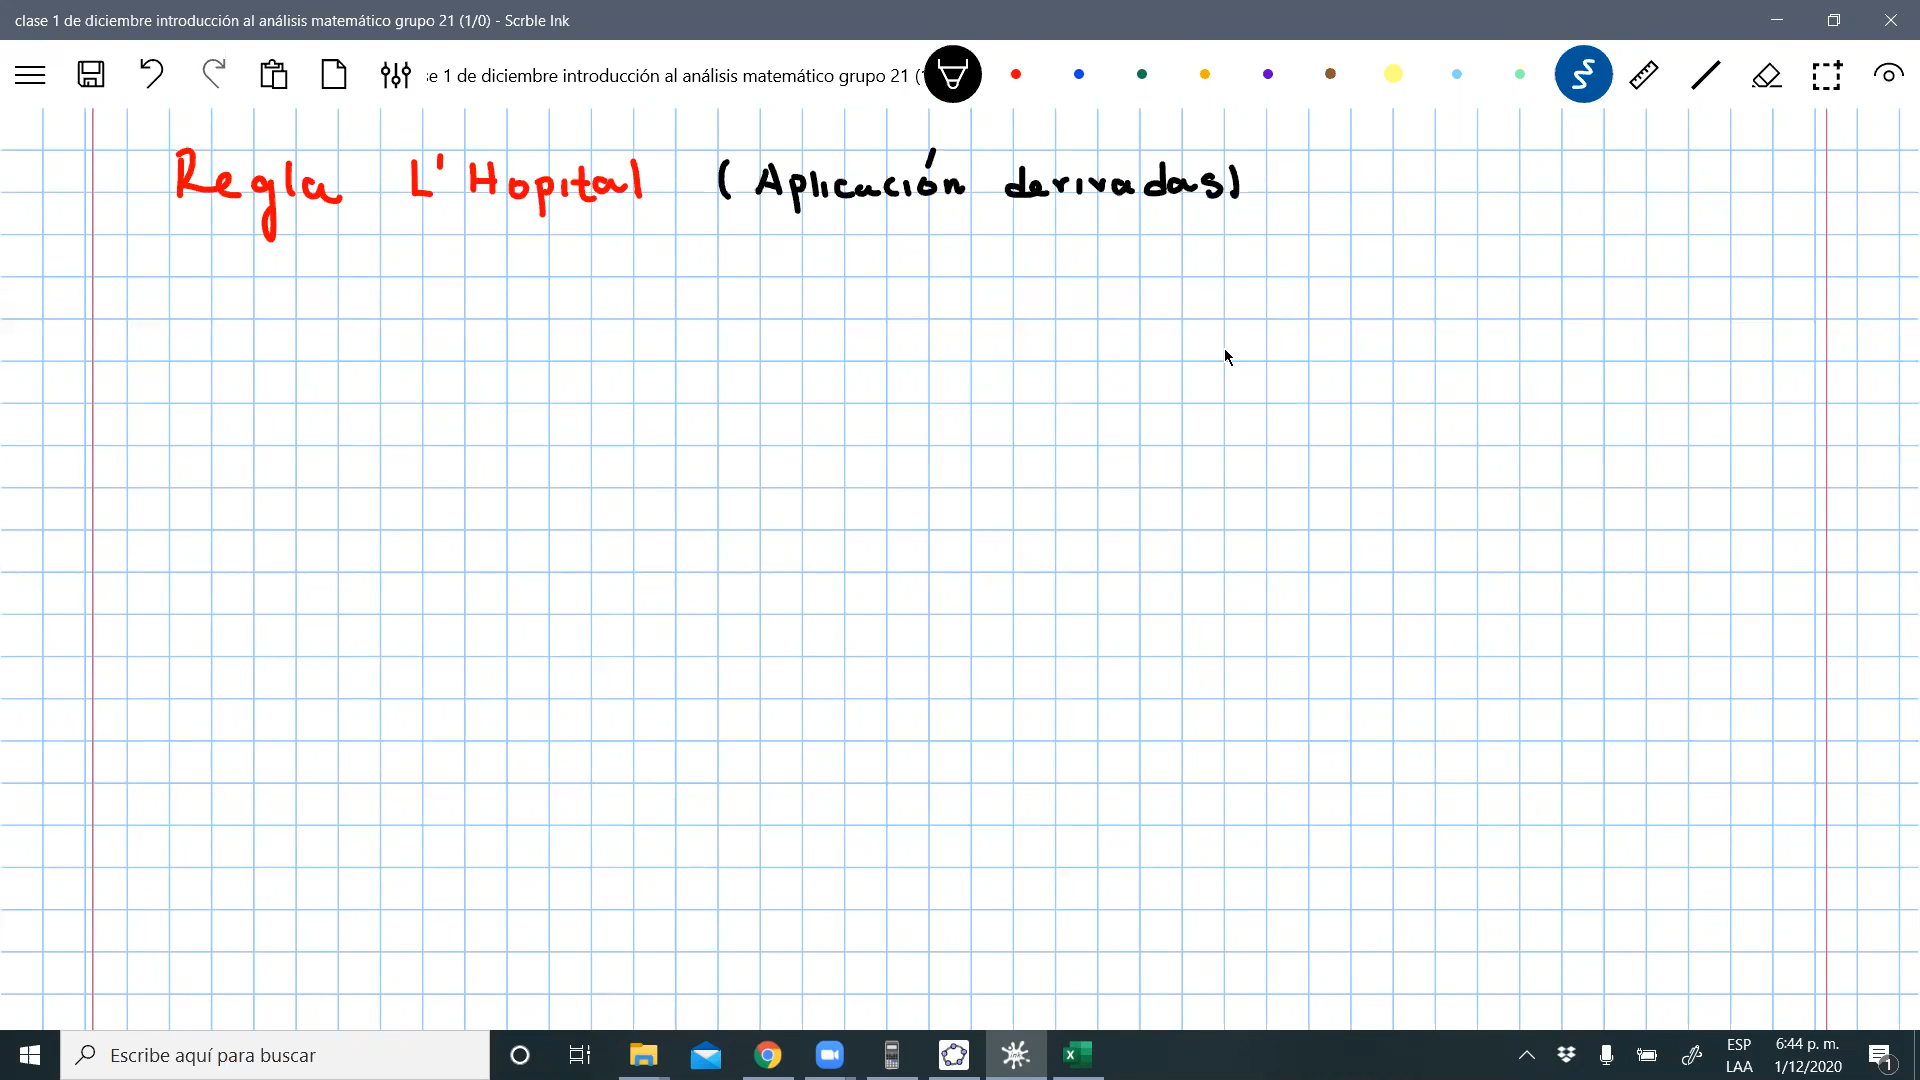 clase 1 de diciembre introducción al análisis matemático grupo 21 (1/0) - Scrble Ink
se 1 de diciembre introducción al análisis matemático grupo 21 (
Regla L'Hopital (Aplicación derivadas)
Escribe aquí para buscar
ESP 6:44 p. m.
LAA 1/12/2020
1